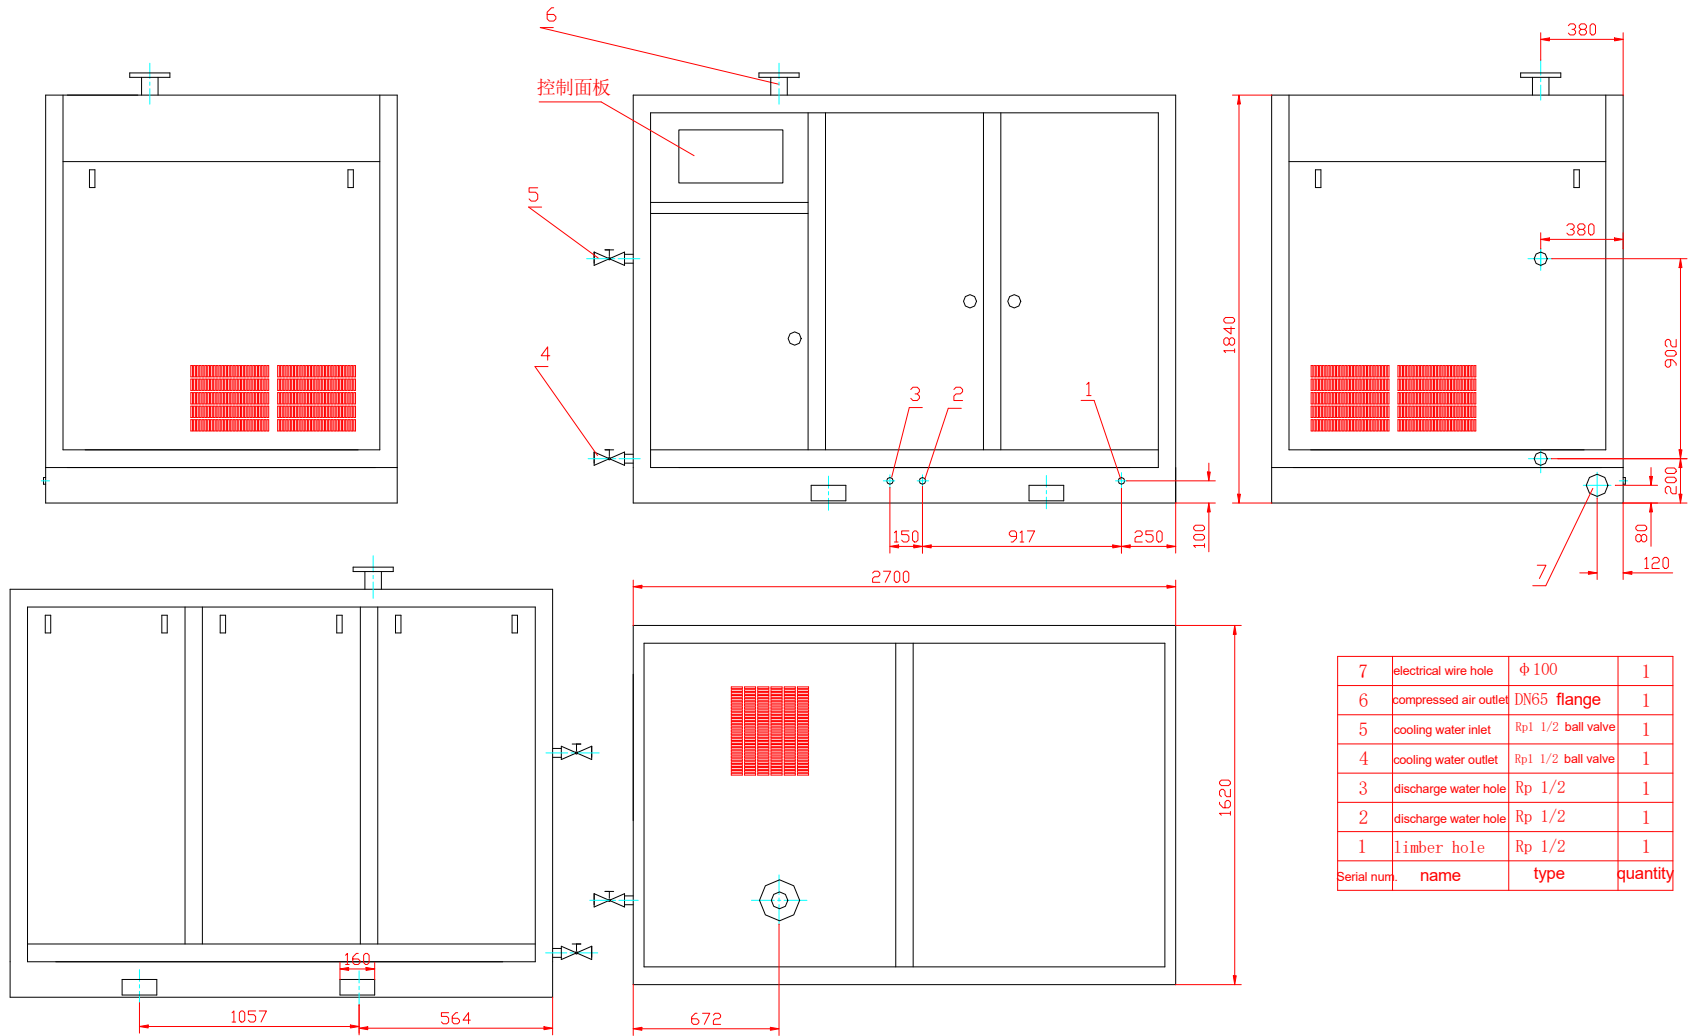 6
控制面板
5
4
3
2
1
150
917
250
100
1840
380
380
902
200
80
120
7
2700
1620
672
160
1057
564
7 electrical wire hole φ100 1
6 compressed air outlet DN65 flange 1
5 cooling water inlet Rp1 1/2 ball valve 1
4 cooling water outlet Rp1 1/2 ball valve 1
3 discharge water hole Rp 1/2 1
2 discharge water hole Rp 1/2 1
1 limber hole Rp 1/2 1
Serial num. name type quantity